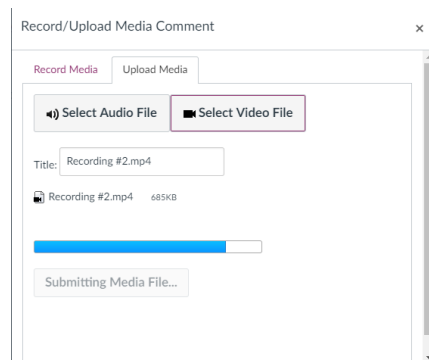 Record/Upload Media Comment ×
Record Media Upload Media
Select Audio File Select Video File
Title: Recording #2.mp4
Recording #2.mp4 685KB
Submitting Media File...